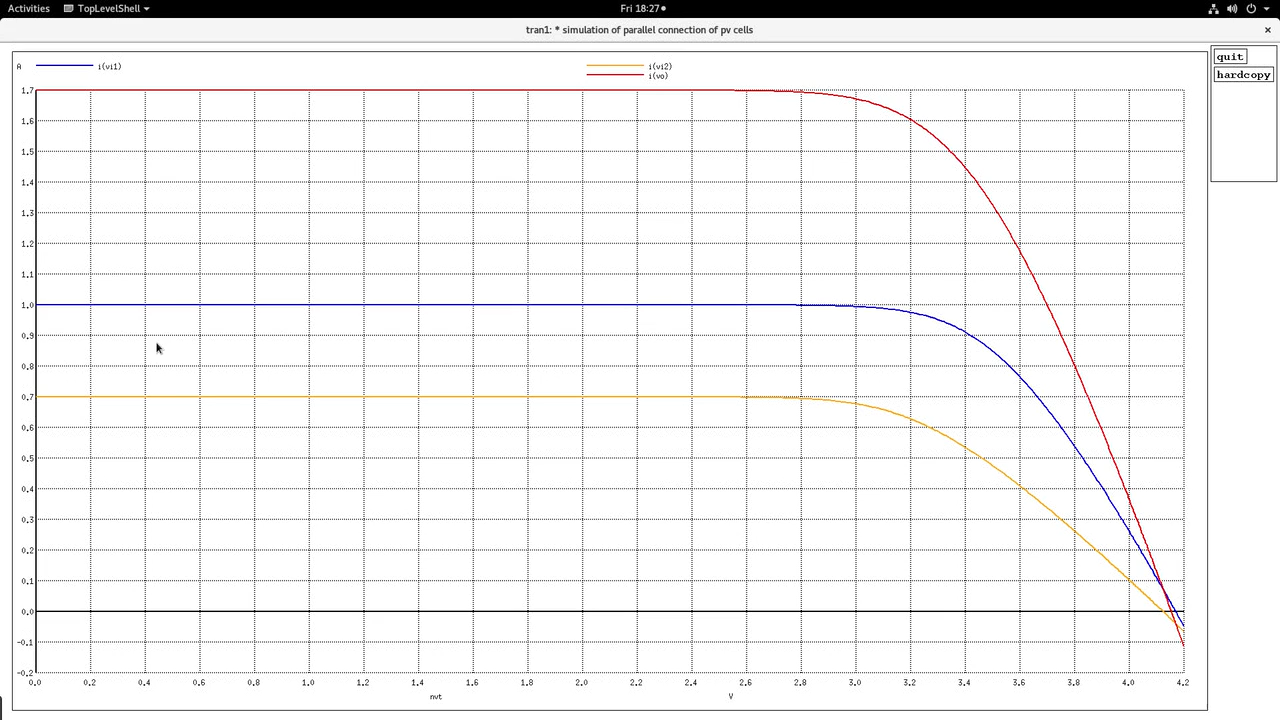 Activities TopLevelShell Fri 18:27
tran1: * simulation of parallel connection of pv cells
×
quit
hardcopy
A i(vi1) i(vi2)
i(vo)
1.7
1.6
1.5
1.4
1.3
1.2
1.1
1.0
0.9
0.8
0.7
0.6
0.5
0.4
0.3
0.2
0.1
0.0
-0.1
-0.2
0.0 0.2 0.4 0.6 0.8 1.0 1.2 1.4 1.6 1.8 2.0 2.2 2.4 2.6 2.8 3.0 3.2 3.4 3.6 3.8 4.0 4.2
nvt V